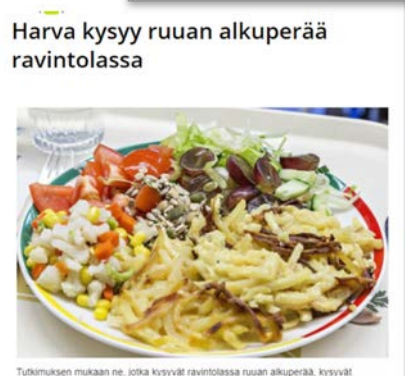 Harva kysyy ruuan alkuperää
ravintolassa
Tutkimuksen mukaan ne, jotka kysyvät ravintolassa ruuan alkuperää, kysyvät